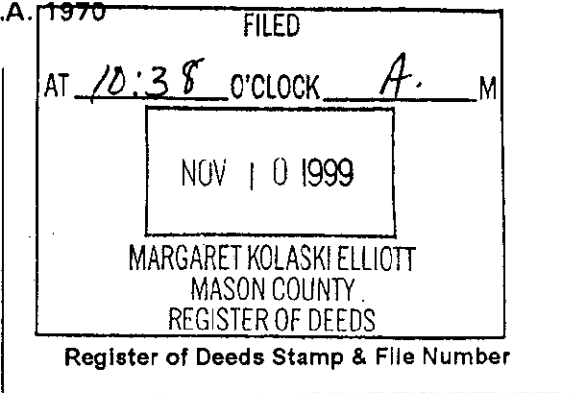 .A. 1970
FILED
AT 10:38 O'CLOCK A. M
NOV 10 1999
MARGARET KOLASKI ELLIOTT
MASON COUNTY
REGISTER OF DEEDS
Register of Deeds Stamp & File Number